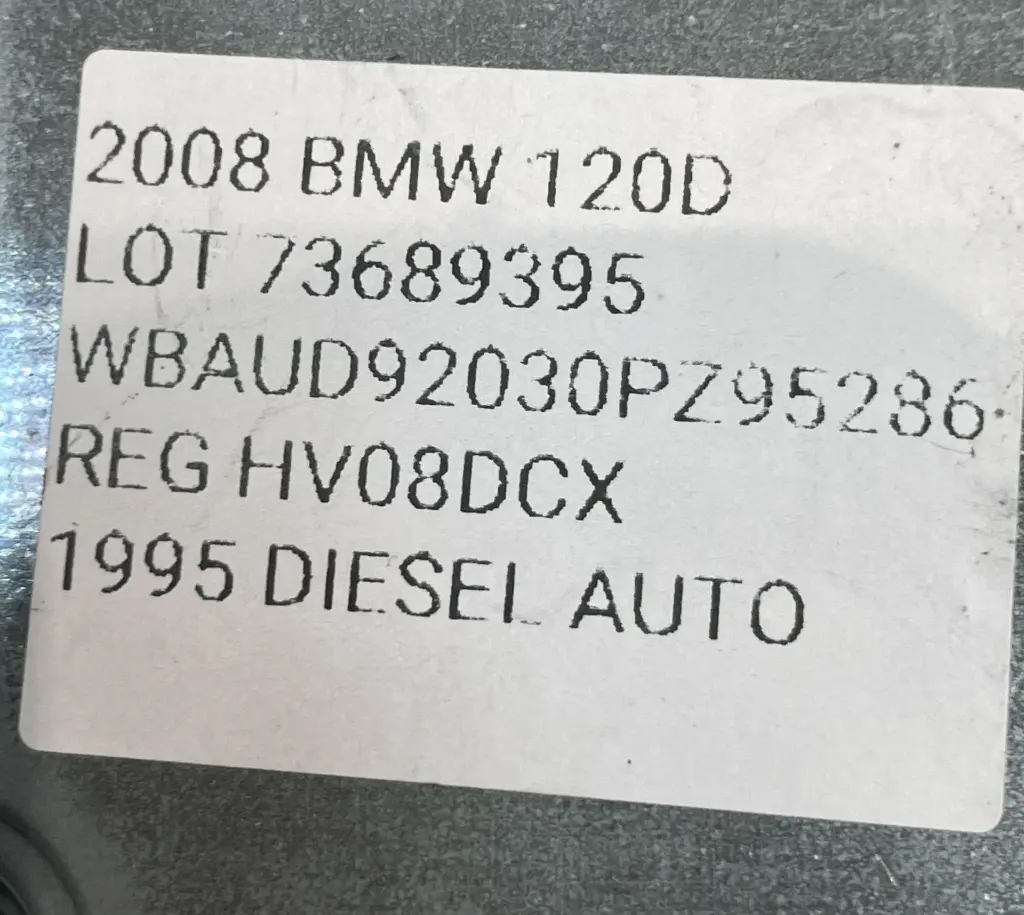 2008 BMW 120D
LOT 73689395
WBAUD92030PZ95286
REG HV08DCX
1995 DIESEL AUTO